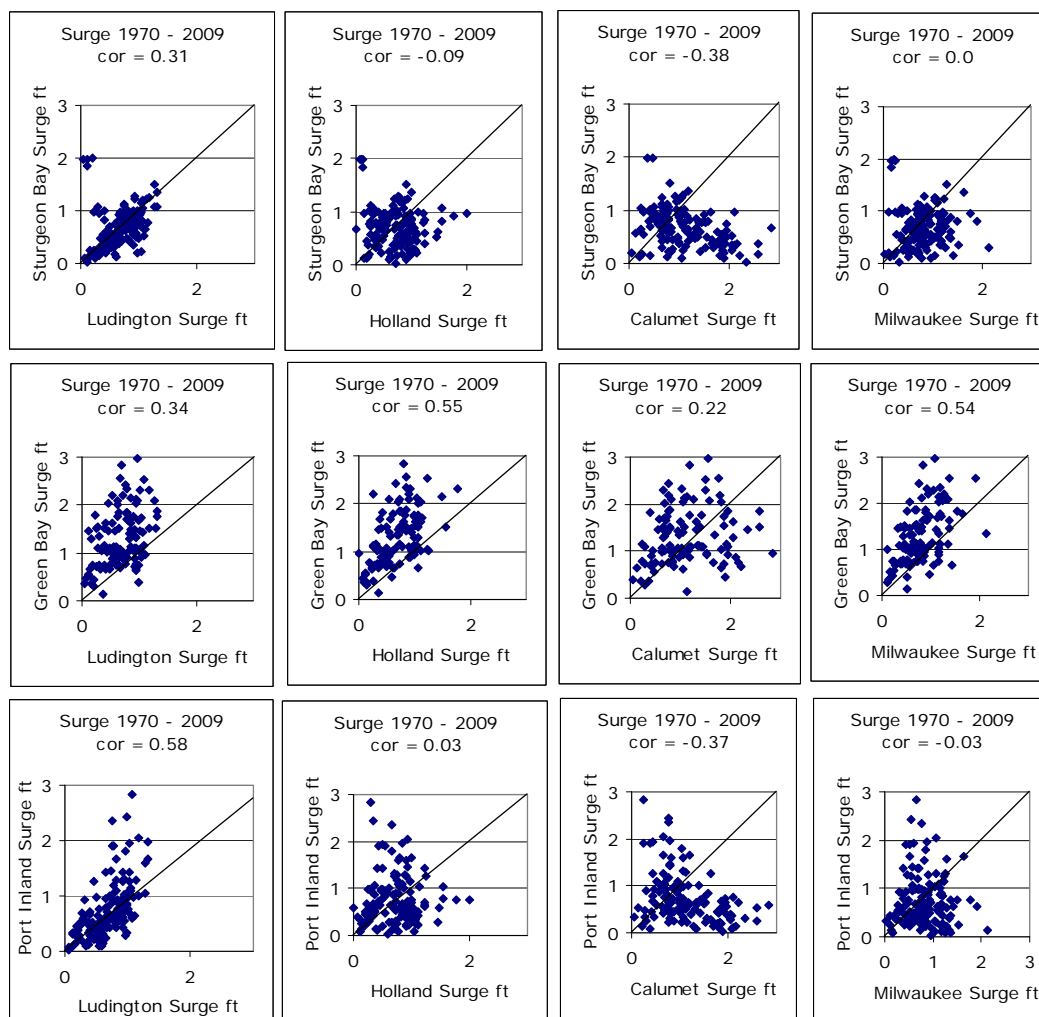 Surge 1970 - 2009
cor = 0.31
3
2
1
0
0
2
Sturgeon Bay Surge ft
Ludington Surge ft
Surge 1970 - 2009
cor = -0.09
3
2
1
0
0
2
Sturgeon Bay Surge ft
Holland Surge ft
Surge 1970 - 2009
cor = -0.38
3
2
1
0
0
2
Sturgeon Bay Surge ft
Calumet Surge ft
Surge 1970 - 2009
cor = 0.0
3
2
1
0
0
2
Sturgeon Bay Surge ft
Milwaukee Surge ft
Surge 1970 - 2009
cor = 0.34
3
2
1
0
0
2
Green Bay Surge ft
Ludington Surge ft
Surge 1970 - 2009
cor = 0.55
3
2
1
0
0
2
Green Bay Surge ft
Holland Surge ft
Surge 1970 - 2009
cor = 0.22
3
2
1
0
0
2
Green Bay Surge ft
Calumet Surge ft
Surge 1970 - 2009
cor = 0.54
3
2
1
0
0
2
Green Bay Surge ft
Milwaukee Surge ft
Surge 1970 - 2009
cor = 0.58
3
2
1
0
0
2
Port Inland Surge ft
Ludington Surge ft
Surge 1970 - 2009
cor = 0.03
3
2
1
0
0
2
Port Inland Surge ft
Holland Surge ft
Surge 1970 - 2009
cor = -0.37
3
2
1
0
0
2
Port Inland Surge ft
Calumet Surge ft
Surge 1970 - 2009
cor = -0.03
3
2
1
0
0
1
2
3
Port Inland Surge ft
Milwaukee Surge ft